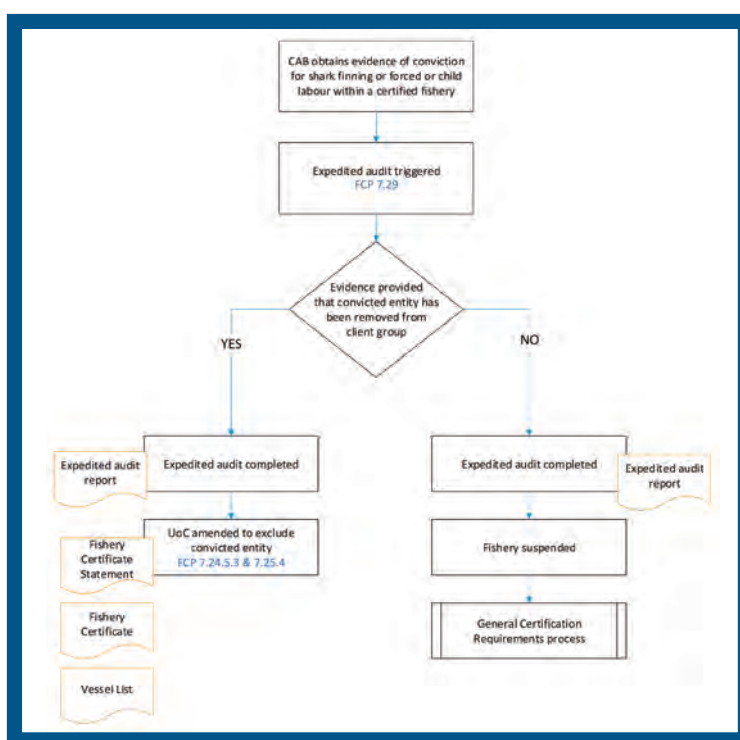 CAB obtains evidence of conviction
for shark finning or forced or child
labour within a certified fishery
Expedited audit triggered
FCP 7.29
Evidence provided
that convicted entity has
been removed from
client group
YES
NO
Expedited audit
report
Expedited audit completed
Expedited audit completed
Expedited audit
report
Fishery
Certificate
Statement
UoC amended to exclude
convicted entity
FCP 7.24.5.3 & 7.25.4
Fishery suspended
Fishery
Certificate
General Certification
Requirements process
Vessel List